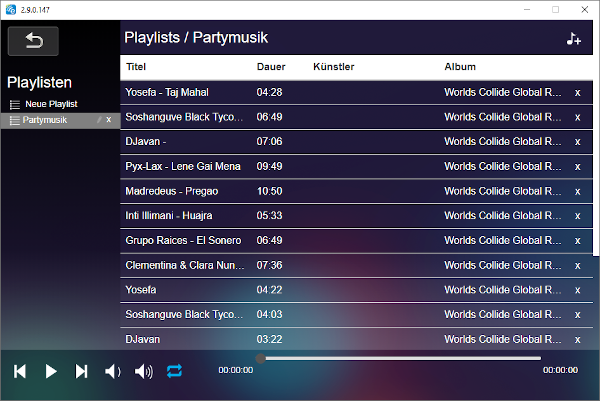 2.9.0.147
Playlists / Partymusik
Playlisten
Neue Playlist
Partymusik x
Titel Dauer Künstler Album
Yosefa - Taj Mahal 04:28 Worlds Collide Global R... x
Soshanguve Black Tyco... 06:49 Worlds Collide Global R... x
DJavan - 07:06 Worlds Collide Global R... x
Pyx-Lax - Lene Gai Mena 09:49 Worlds Collide Global R... x
Madredeus - Pregao 10:50 Worlds Collide Global R... x
Inti Illimani - Huajra 05:33 Worlds Collide Global R... x
Grupo Raices - El Sonero 06:49 Worlds Collide Global R... x
Clementina & Clara Nun... 07:36 Worlds Collide Global R... x
Yosefa 04:22 Worlds Collide Global R... x
Soshanguve Black Tyco... 04:03 Worlds Collide Global R... x
DJavan 03:22 Worlds Collide Global R... x
00:00:00 00:00:00